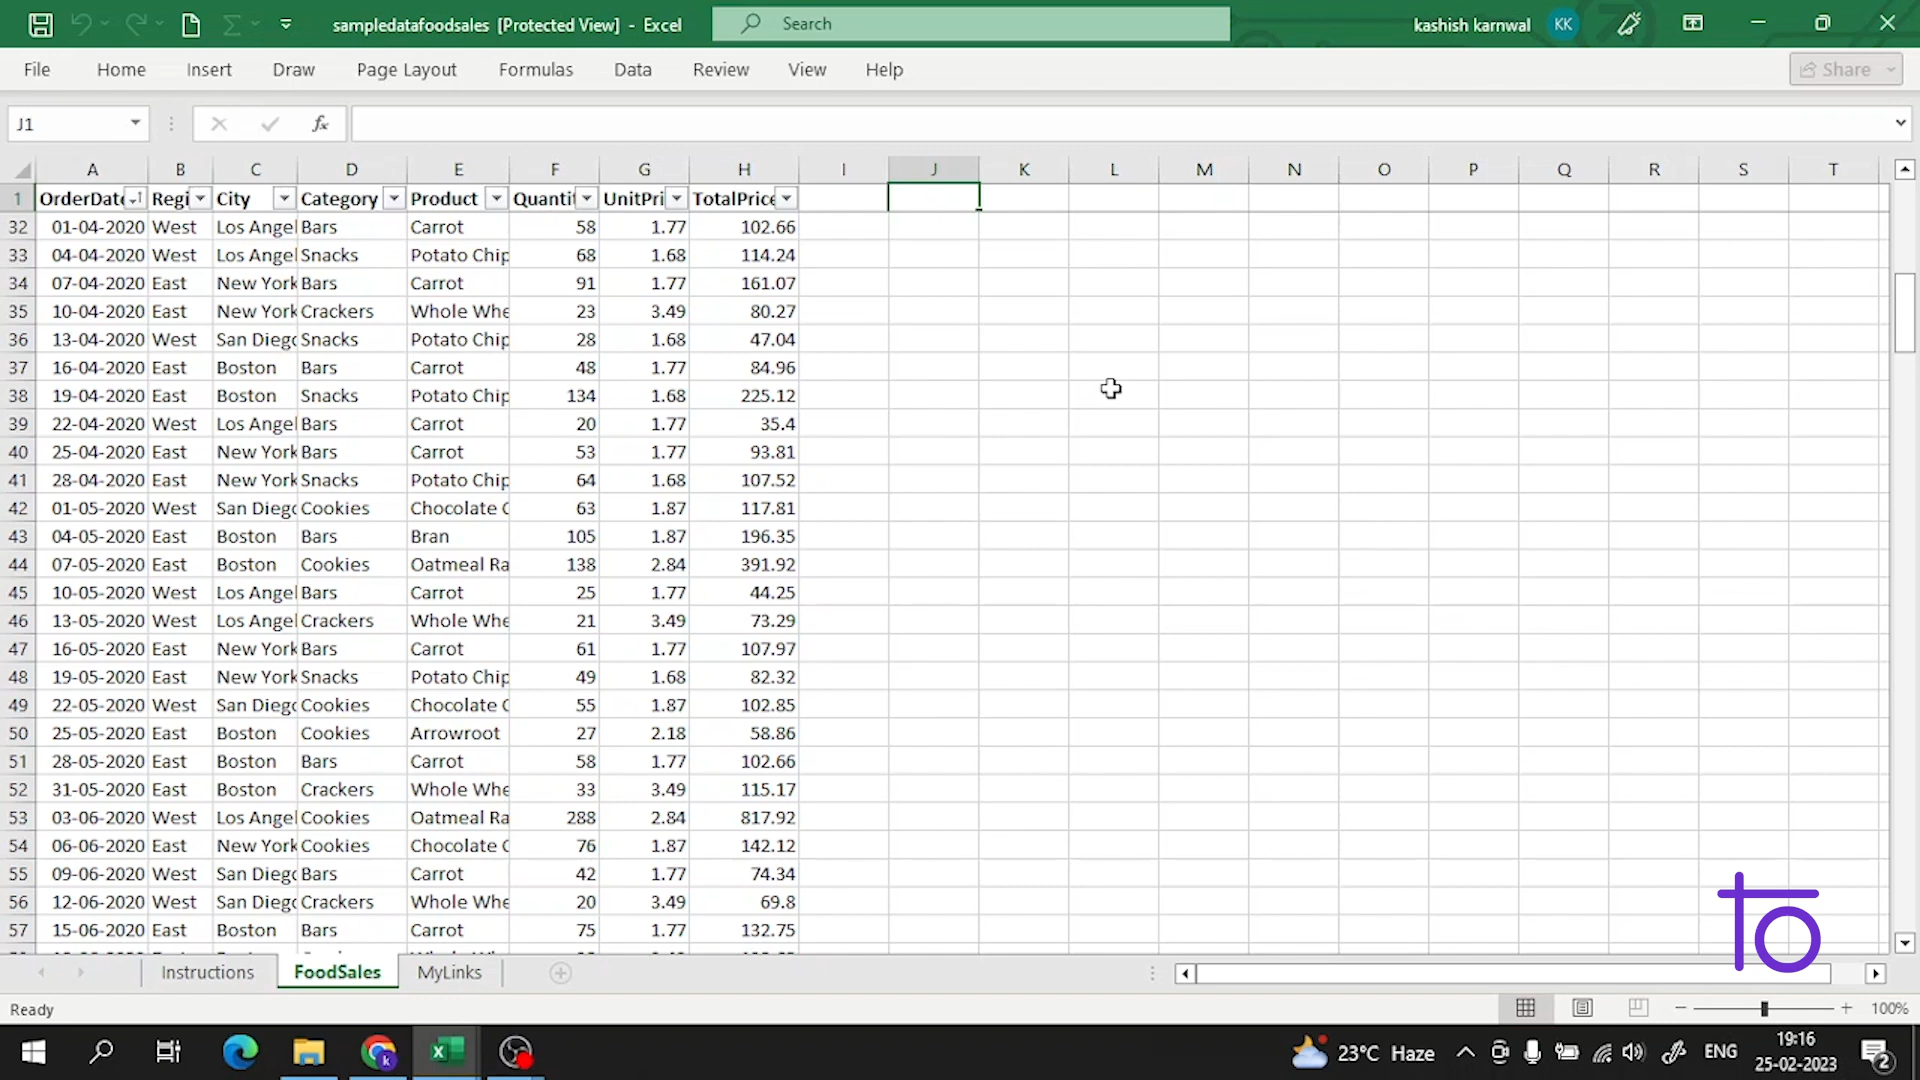 sampledatafoodsales [Protected View] - Excel
Search
kashish karnwal KK
File Home Insert Draw Page Layout Formulas Data Review View Help Share
J1 fx
A B C D E F G H I J K L M N O P Q R S T
1 OrderDate Regi City Category Product Quantit UnitPri TotalPrice
32 01-04-2020 West Los Angel Bars Carrot 58 1.77 102.66
33 04-04-2020 West Los Angel Snacks Potato Chip 68 1.68 114.24
34 07-04-2020 East New York Bars Carrot 91 1.77 161.07
35 10-04-2020 East New York Crackers Whole Whe 23 3.49 80.27
36 13-04-2020 West San Diego Snacks Potato Chip 28 1.68 47.04
37 16-04-2020 East Boston Bars Carrot 48 1.77 84.96
38 19-04-2020 East Boston Snacks Potato Chip 134 1.68 225.12
39 22-04-2020 West Los Angel Bars Carrot 20 1.77 35.4
40 25-04-2020 East New York Bars Carrot 53 1.77 93.81
41 28-04-2020 East New York Snacks Potato Chip 64 1.68 107.52
42 01-05-2020 West San Diego Cookies Chocolate C 63 1.87 117.81
43 04-05-2020 East Boston Bars Bran 105 1.87 196.35
44 07-05-2020 East Boston Cookies Oatmeal Ra 138 2.84 391.92
45 10-05-2020 West Los Angel Bars Carrot 25 1.77 44.25
46 13-05-2020 West Los Angel Crackers Whole Whe 21 3.49 73.29
47 16-05-2020 East New York Bars Carrot 61 1.77 107.97
48 19-05-2020 East New York Snacks Potato Chip 49 1.68 82.32
49 22-05-2020 West San Diego Cookies Chocolate C 55 1.87 102.85
50 25-05-2020 East Boston Cookies Arrowroot 27 2.18 58.86
51 28-05-2020 East Boston Bars Carrot 58 1.77 102.66
52 31-05-2020 East Boston Crackers Whole Whe 33 3.49 115.17
53 03-06-2020 West Los Angel Cookies Oatmeal Ra 288 2.84 817.92
54 06-06-2020 East New York Cookies Chocolate C 76 1.87 142.12
55 09-06-2020 West San Diego Bars Carrot 42 1.77 74.34
56 12-06-2020 West San Diego Crackers Whole Whe 20 3.49 69.8
57 15-06-2020 East Boston Bars Carrot 75 1.77 132.75
Instructions FoodSales MyLinks
to
Ready 100%
23°C Haze ENG 19:16
25-02-2023
2